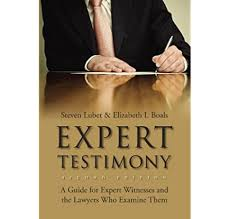 Steven Lubet & Elizabeth I. Boals
EXPERT
TESTIMONY
SECOND EDITION
A Guide for Expert Witnesses and
the Lawyers Who Examine Them